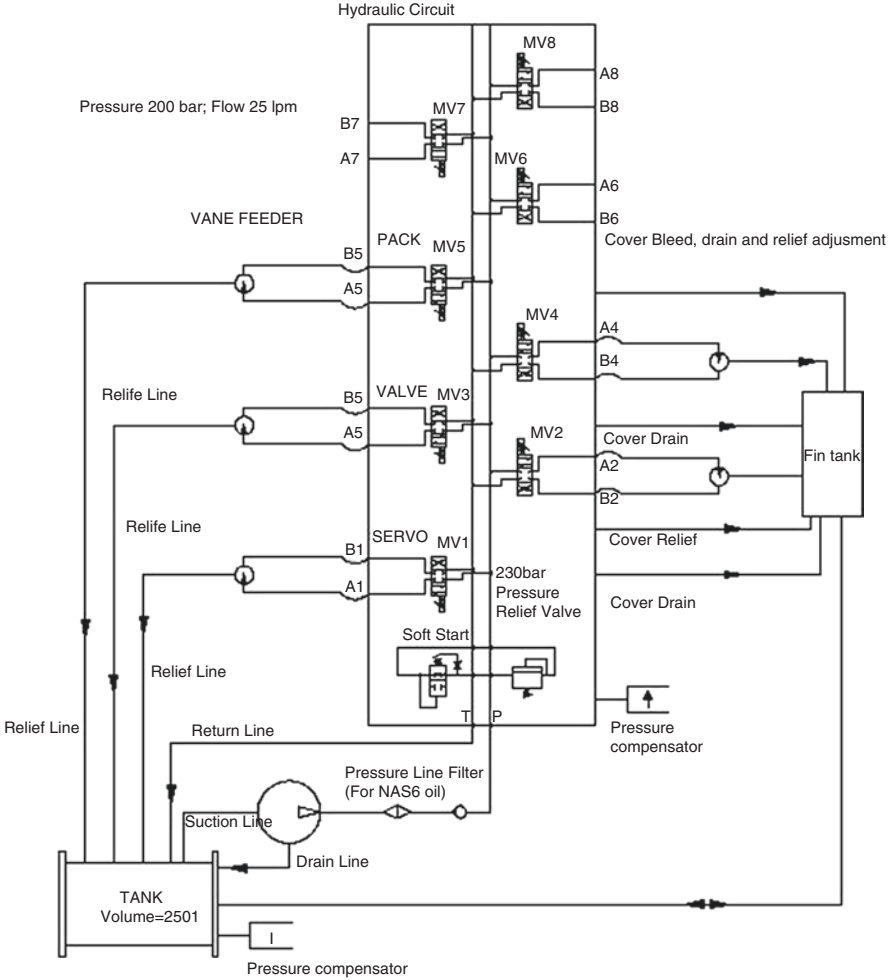 Hydraulic Circuit
MV8
A8
Pressure 200 bar; Flow 25 lpm
MV7
B8
B7
A7
MV6
A6
VANE FEEDER
B6
PACK
Cover Bleed, drain and relief adjusment
B5
MV5
A5
MV4
A4
B4
Relife Line
B5
VALVE
MV3
A5
MV2
Cover Drain
Fin tank
A2
B2
Relife Line
SERVO
MV1
Cover Relief
B1
A1
230bar
Pressure
Relief Valve
Cover Drain
Soft Start
Relief Line
T
P
Relief Line
Return Line
Pressure
compensator
Pressure Line Filter
(For NAS6 oil)
Suction Line
Drain Line
TANK
Volume=2501
I
Pressure compensator